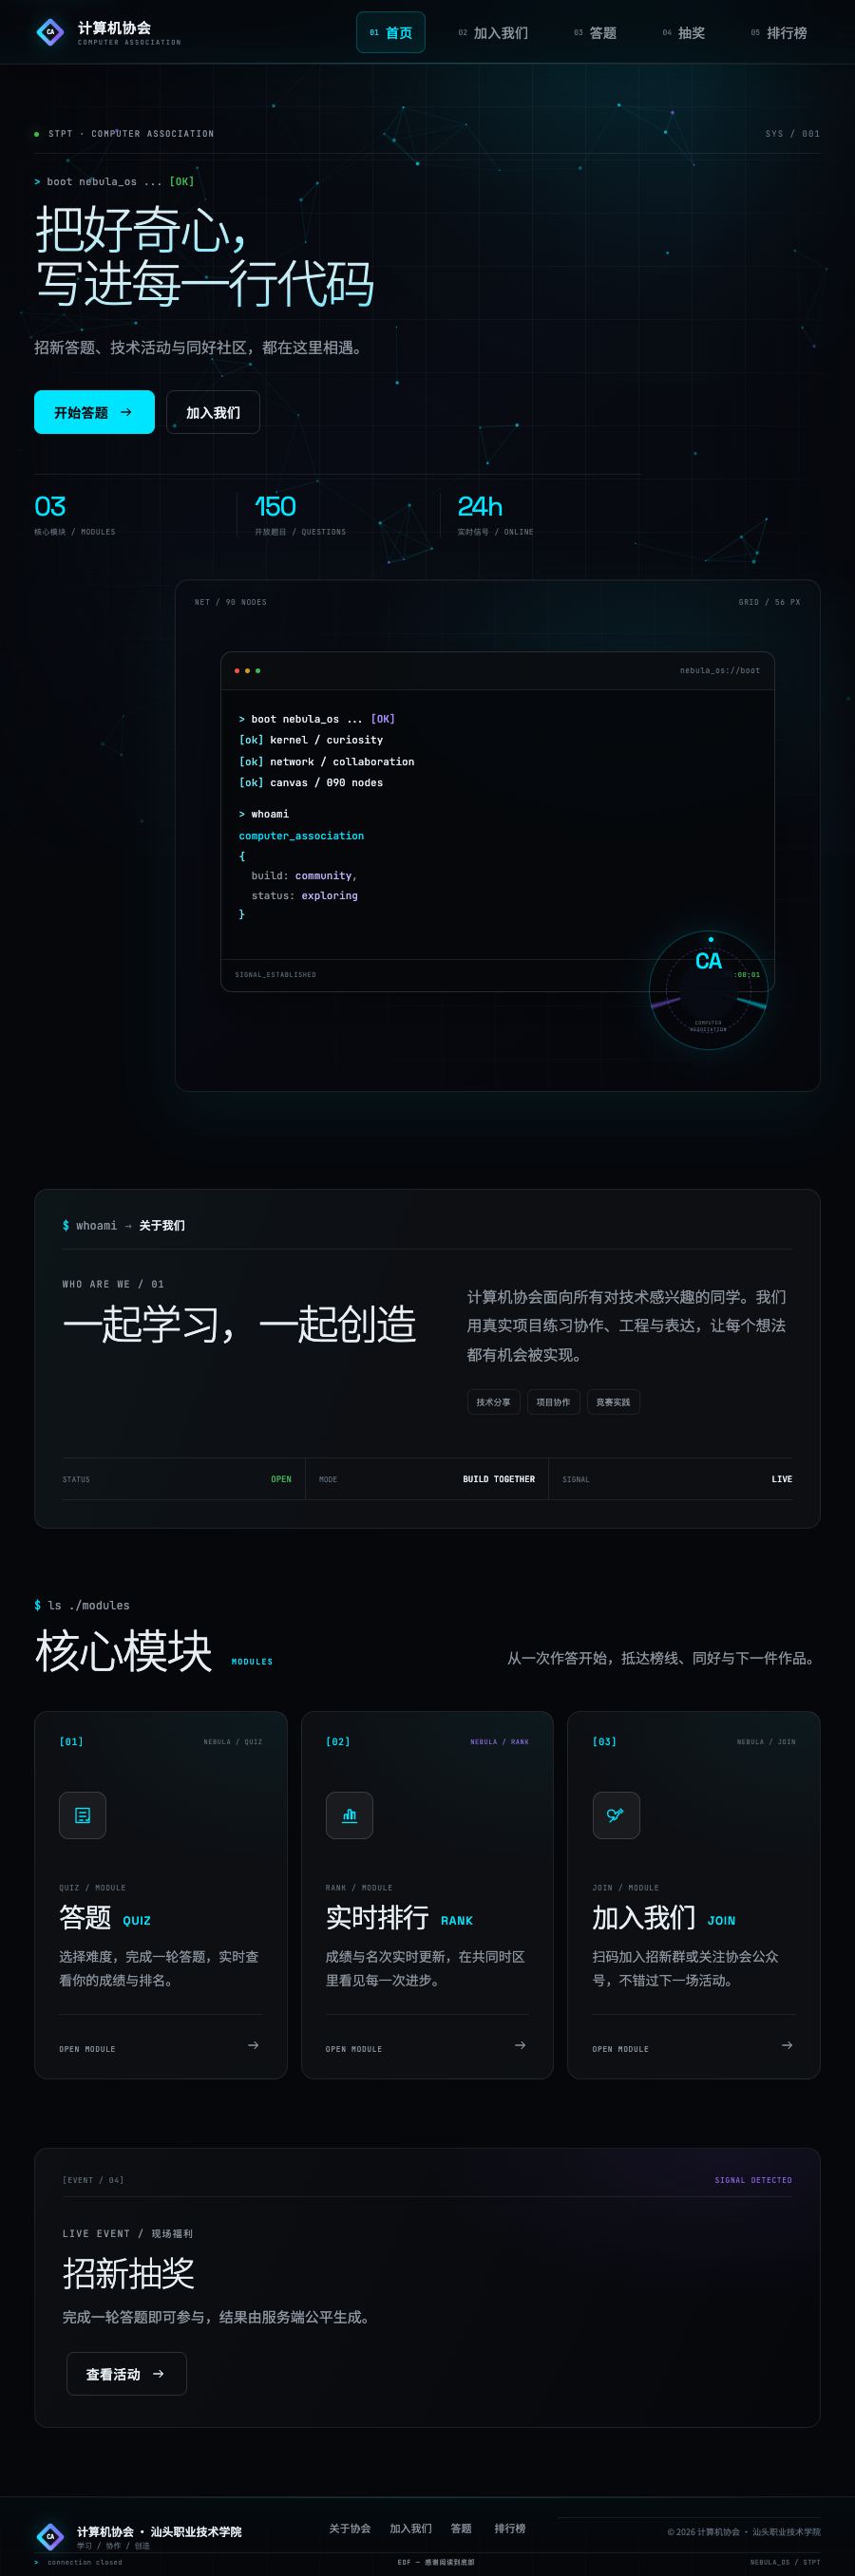 CA
计算机协会
COMPUTER ASSOCIATION
01 首页
02 加入我们
03 答题
04 抽奖
05 排行榜
STPT · COMPUTER ASSOCIATION
SYS / 001
> boot nebula_os ... [OK]
把好奇心，
写进每一行代码
招新答题、技术活动与同好社区，都在这里相遇。
开始答题 →
加入我们
03
150
24h
核心模块 / MODULES
开放题目 / QUESTIONS
实时信号 / ONLINE
NET / 90 NODES
GRID / 56 PX
nebula_os://boot
> boot nebula_os ... [OK]
[ok] kernel / curiosity
[ok] network / collaboration
[ok] canvas / 090 nodes
> whoami
computer_association
{
build: community,
status: exploring
}
SIGNAL_ESTABLISHED
:08:01
CA
COMPUTER
ASSOCIATION
$ whoami → 关于我们
WHO ARE WE / 01
一起学习，一起创造
计算机协会面向所有对技术感兴趣的同学。我们
用真实项目练习协作、工程与表达，让每个想法
都有机会被实现。
技术分享
项目协作
竞赛实践
STATUS
OPEN
MODE
BUILD TOGETHER
SIGNAL
LIVE
$ ls ./modules
核心模块 MODULES
从一次作答开始，抵达榜线、同好与下一件作品。
[01]
NEBULA / QUIZ
QUIZ / MODULE
答题 QUIZ
选择难度，完成一轮答题，实时查
看你的成绩与排名。
OPEN MODULE →
[02]
NEBULA / RANK
RANK / MODULE
实时排行 RANK
成绩与名次实时更新，在共同时区
里看见每一次进步。
OPEN MODULE →
[03]
NEBULA / JOIN
JOIN / MODULE
加入我们 JOIN
扫码加入招新群或关注协会公众
号，不错过下一场活动。
OPEN MODULE →
[EVENT / 04]
SIGNAL DETECTED
LIVE EVENT / 现场福利
招新抽奖
完成一轮答题即可参与，结果由服务端公平生成。
查看活动 →
CA
计算机协会 · 汕头职业技术学院
学习 / 协作 / 创造
关于协会
加入我们
答题
排行榜
© 2026 计算机协会 · 汕头职业技术学院
> connection closed
EOF — 感谢阅读到底部
NEBULA_OS / STPT